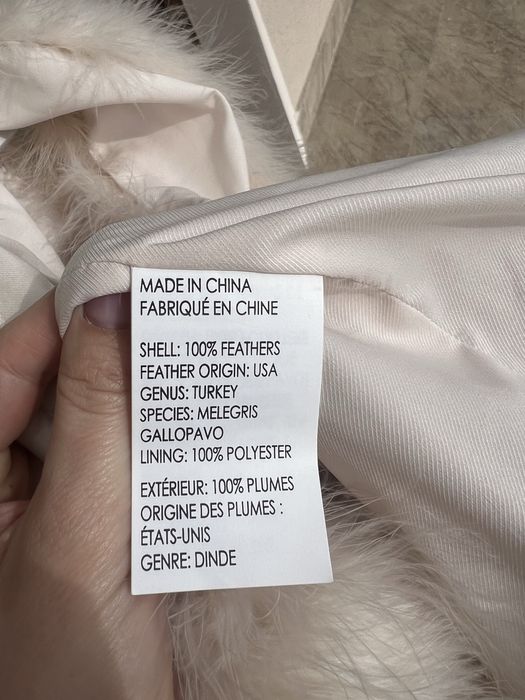 MADE IN CHINA
FABRIQUÉ EN CHINE
SHELL: 100% FEATHERS
FEATHER ORIGIN: USA
GENUS: TURKEY
SPECIES: MELEGRIS
GALLOPAVO
LINING: 100% POLYESTER
EXTÉRIEUR: 100% PLUMES
ORIGINE DES PLUMES :
ÉTATS-UNIS
GENRE: DINDE